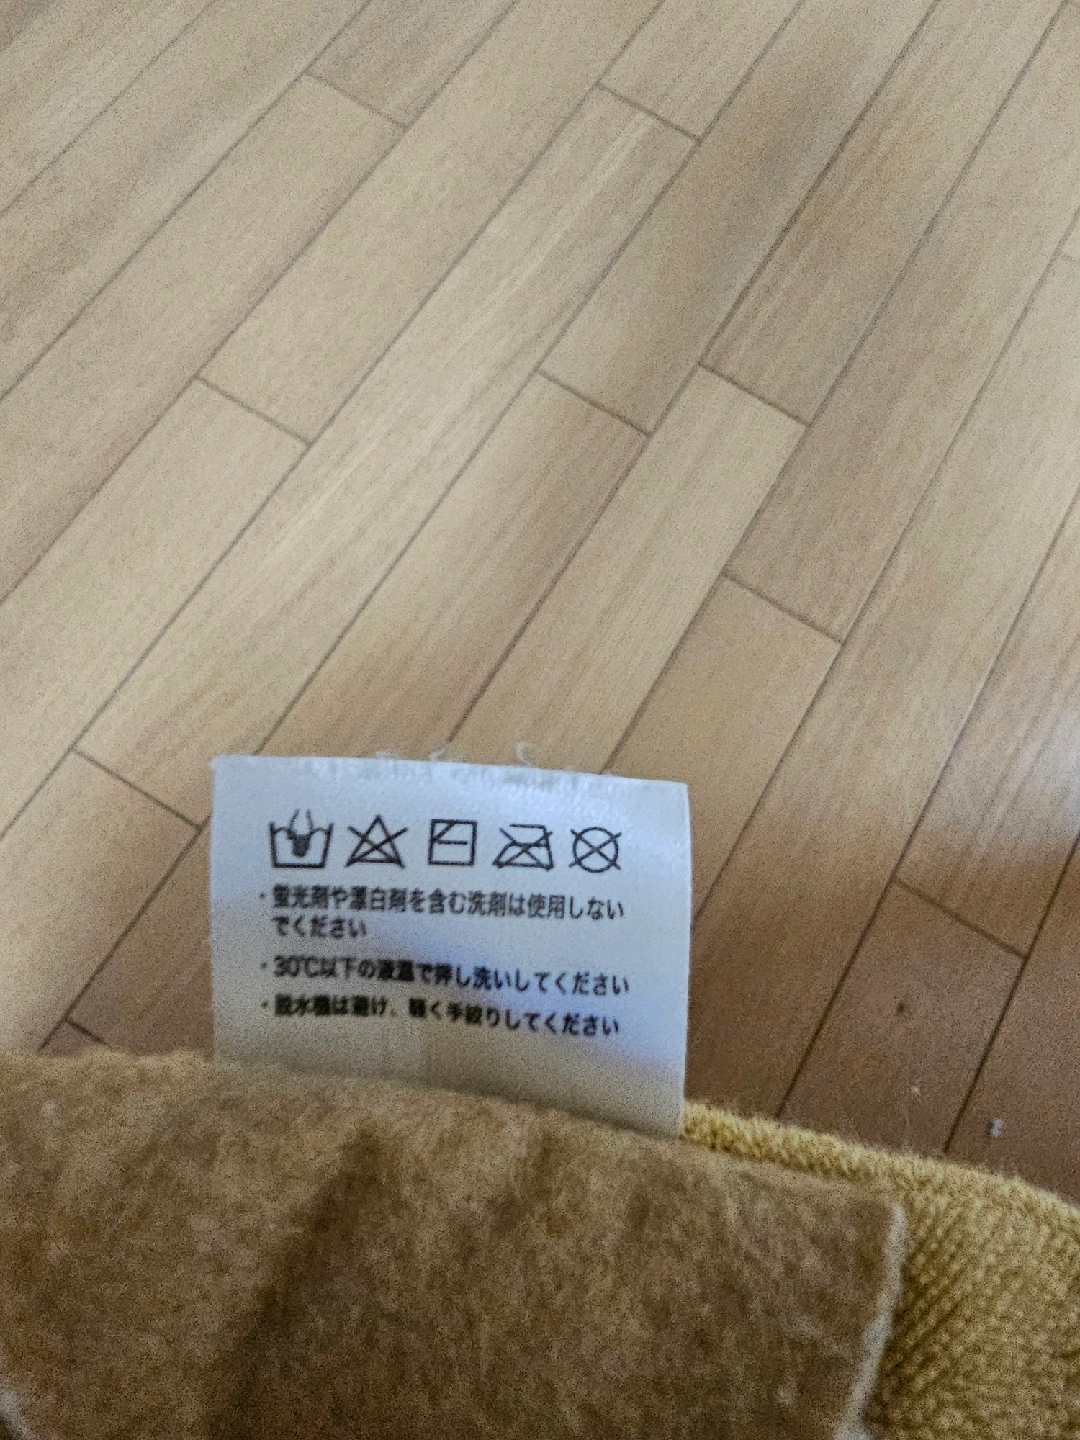 ・蛍光剤や漂白剤を含む洗剤は使用しない
でください
・30℃以下の液温で押し洗いしてください
・脱水機は避け、軽く手絞りしてください